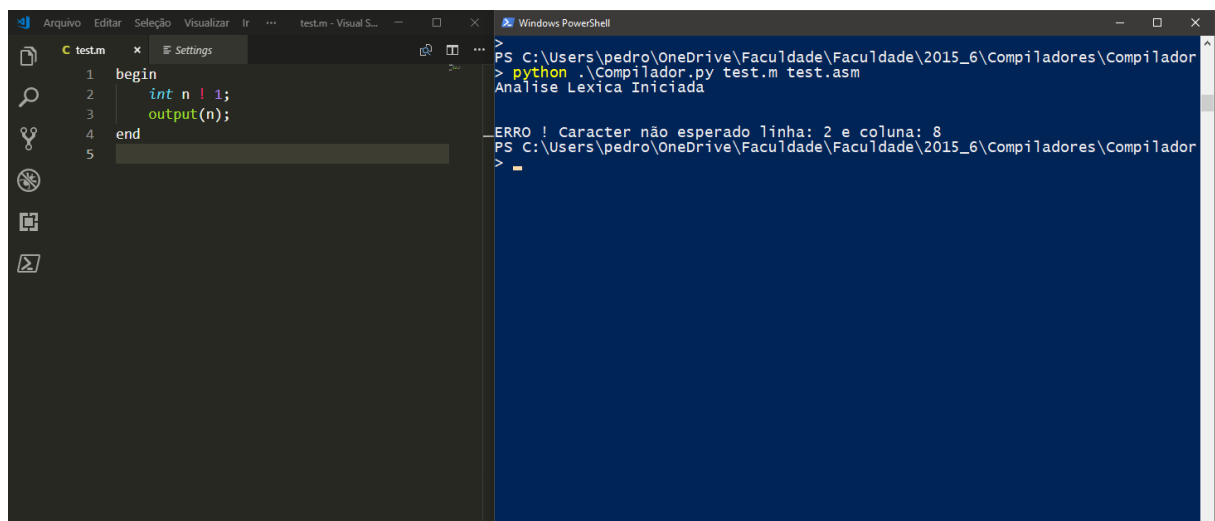 Arquivo Editar Seleção Visualizar Ir ... test.m - Visual S...
C test.m × Settings
1 begin
2 int n ! 1;
3 output(n);
4 end
5
Windows PowerShell
>
PS C:\Users\pedro\OneDrive\Faculdade\Faculdade\2015_6\Compiladores\Compilador
> python .\Compilador.py test.m test.asm
Analise Lexica Iniciada
ERRO ! Caracter não esperado linha: 2 e coluna: 8
PS C:\Users\pedro\OneDrive\Faculdade\Faculdade\2015_6\Compiladores\Compilador
>